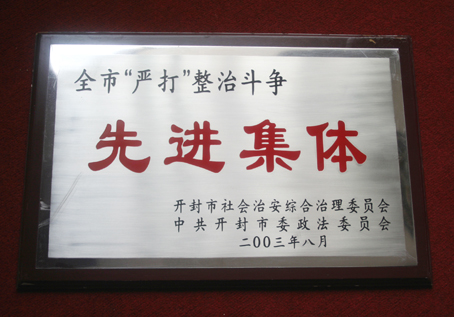 全市“严打”整治斗争
先进集体
开封市社会治安综合治理委员会
中共开封市委政法委员会
二00三年八月